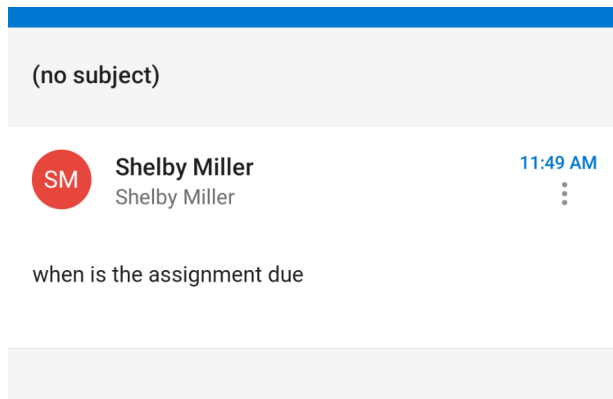 (no subject)
SM
Shelby Miller
11:49 AM
Shelby Miller
when is the assignment due